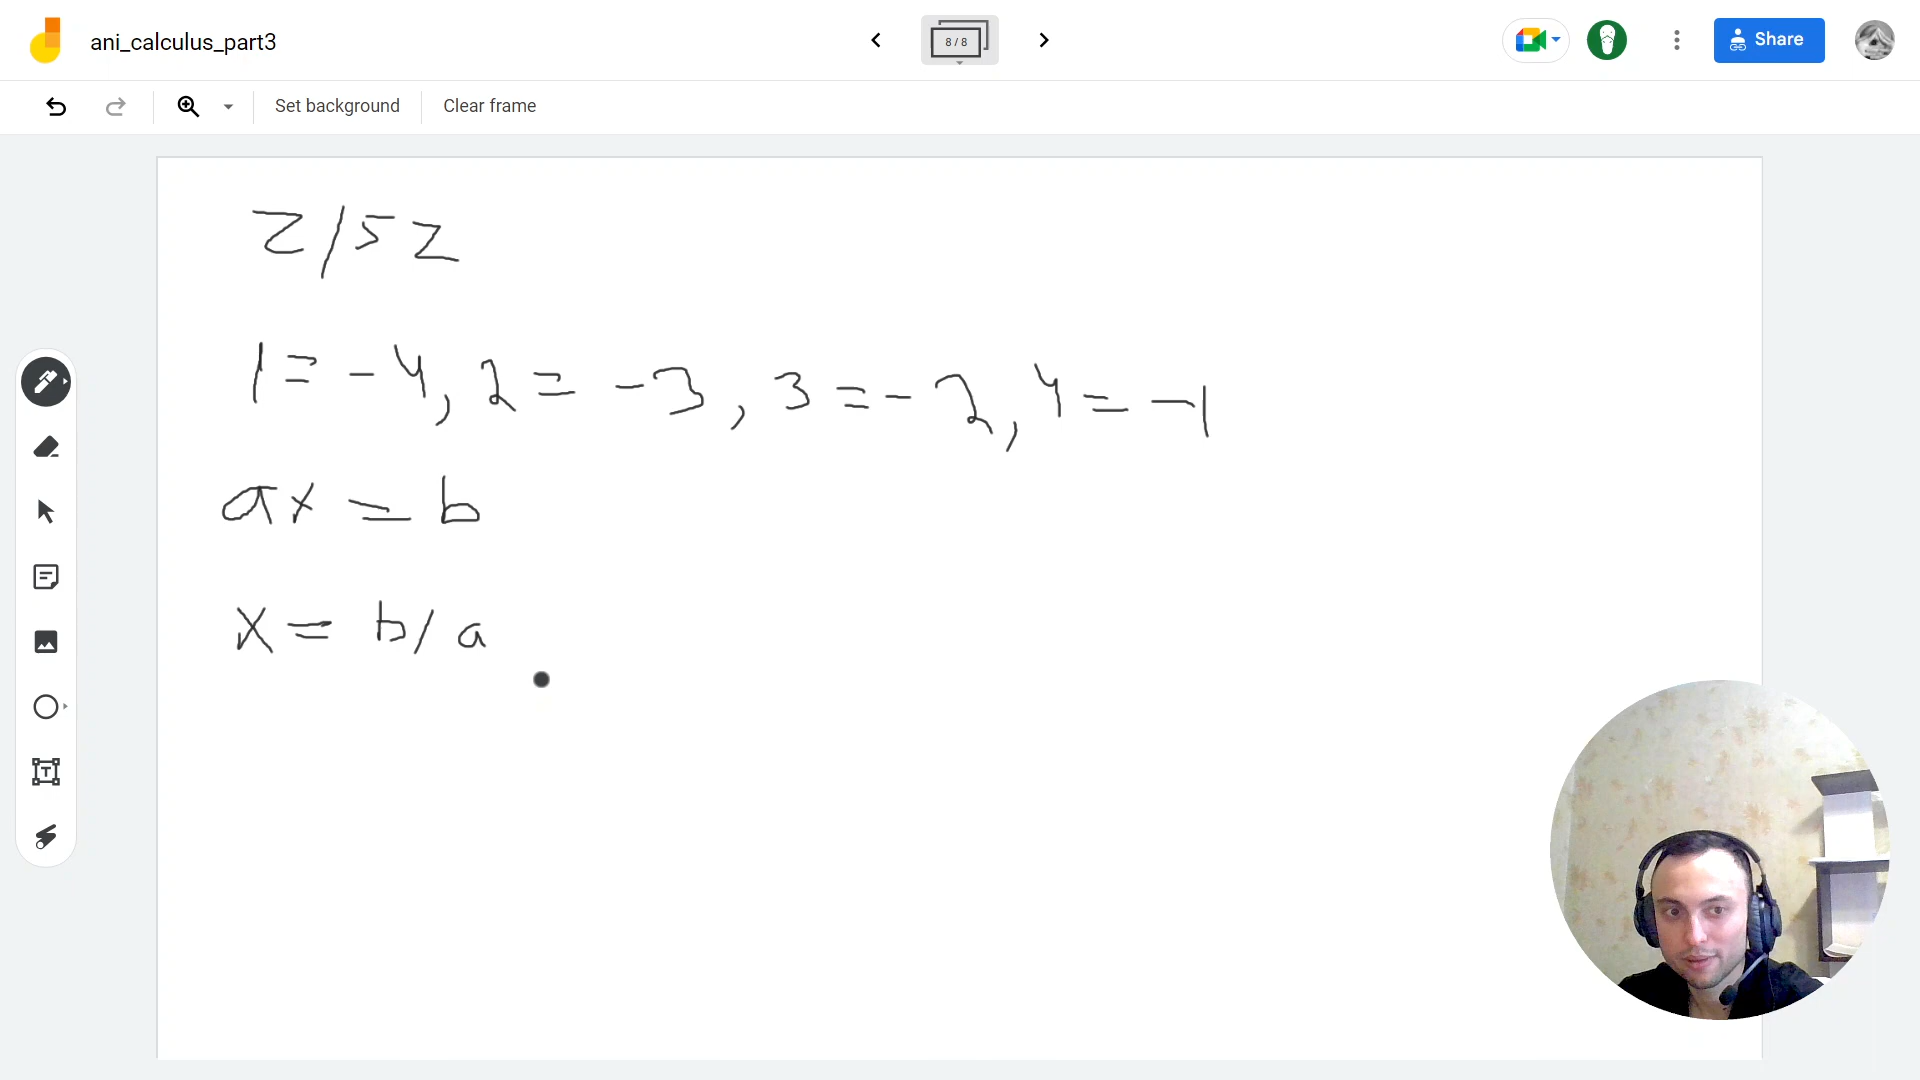 ani_calculus_part3
8 / 8
Share
Set background
Clear frame
Z/5Z
1 = -4, 2 = -3, 3 = -2, 4 = -1
ax = b
x = b/a
T